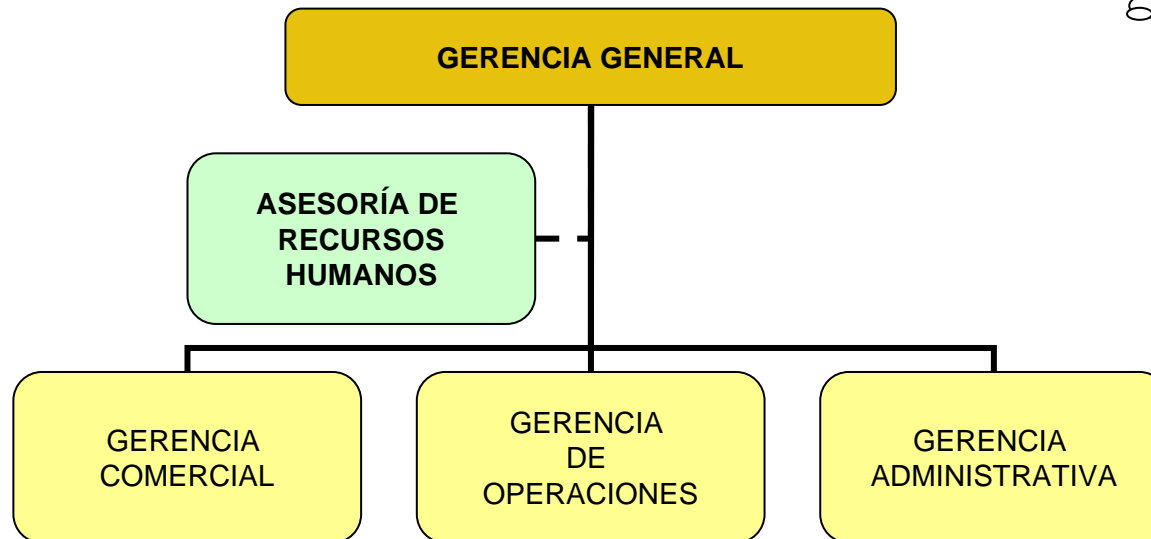 GERENCIA GENERAL
ASESORÍA DE
RECURSOS
HUMANOS
GERENCIA
COMERCIAL
GERENCIA
DE
OPERACIONES
GERENCIA
ADMINISTRATIVA